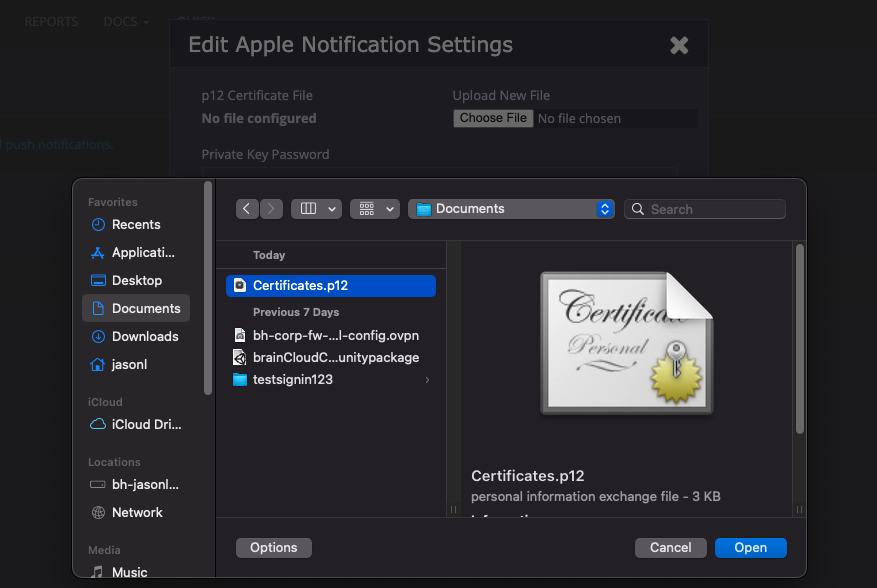 REPORTS DOCS QUICK
Edit Apple Notification Settings
p12 Certificate File
Upload New File
No file configured
Choose File No file chosen
d push notifications.
Private Key Password
Favorites
Recents
Applicati...
Desktop
Documents
Downloads
jasonl
iCloud
iCloud Dri...
Locations
bh-jasonl...
Network
Media
Music
Documents
Search
Today
Certificates.p12
Previous 7 Days
bh-corp-fw-...l-config.ovpn
brainCloudC...unitypackage
testsignin123
Certificate
Personal
Certificates.p12
personal information exchange file - 3 KB
Options
Cancel
Open